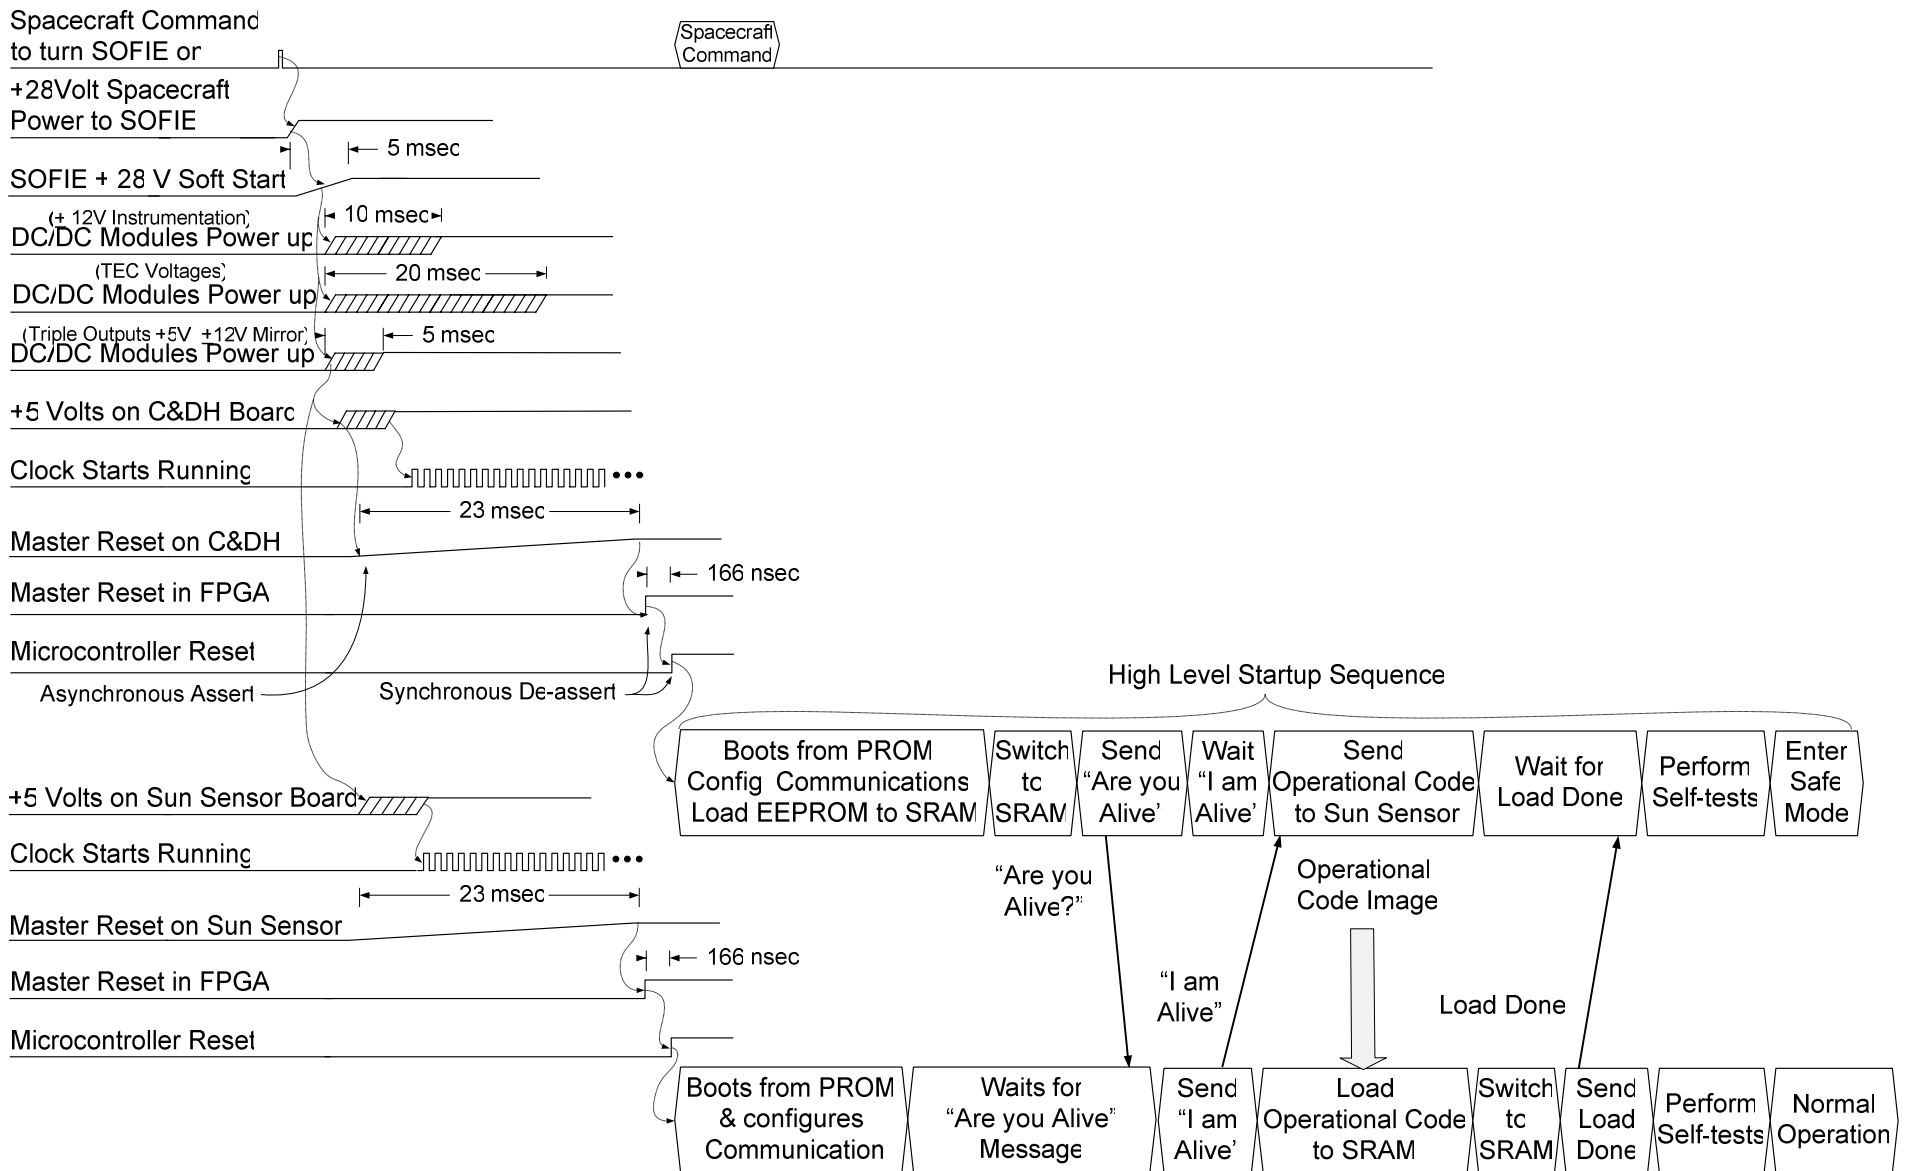 Spacecraft Command
to turn SOFIE on
Spacecraft
Command
+28Volt Spacecraft
Power to SOFIE
5 msec
SOFIE + 28 V Soft Start
(+ 12V Instrumentation)
10 msec
DC/DC Modules Power up
(TEC Voltages)
20 msec
DC/DC Modules Power up
(Triple Outputs +5V, +12V Mirror)
5 msec
DC/DC Modules Power up
+5 Volts on C&DH Board
Clock Starts Running
23 msec
Master Reset on C&DH
166 nsec
Master Reset in FPGA
Microcontroller Reset
Asynchronous Assert
Synchronous De-assert
High Level Startup Sequence
Boots from PROM
Config Communications
Load EEPROM to SRAM
Switch
to
SRAM
Send
“Are you
Alive”
Wait
“I am
Alive”
Send
Operational Code
to Sun Sensor
Wait for
Load Done
Perform
Self-tests
Enter
Safe
Mode
+5 Volts on Sun Sensor Board
Clock Starts Running
23 msec
Master Reset on Sun Sensor
166 nsec
Master Reset in FPGA
Microcontroller Reset
“Are you
Alive?”
“I am
Alive”
Operational
Code Image
Load Done
Boots from PROM
& configures
Communication
Waits for
“Are you Alive”
Message
Send
“I am
Alive”
Load
Operational Code
to SRAM
Switch
to
SRAM
Send
Load
Done
Perform
Self-tests
Normal
Operation